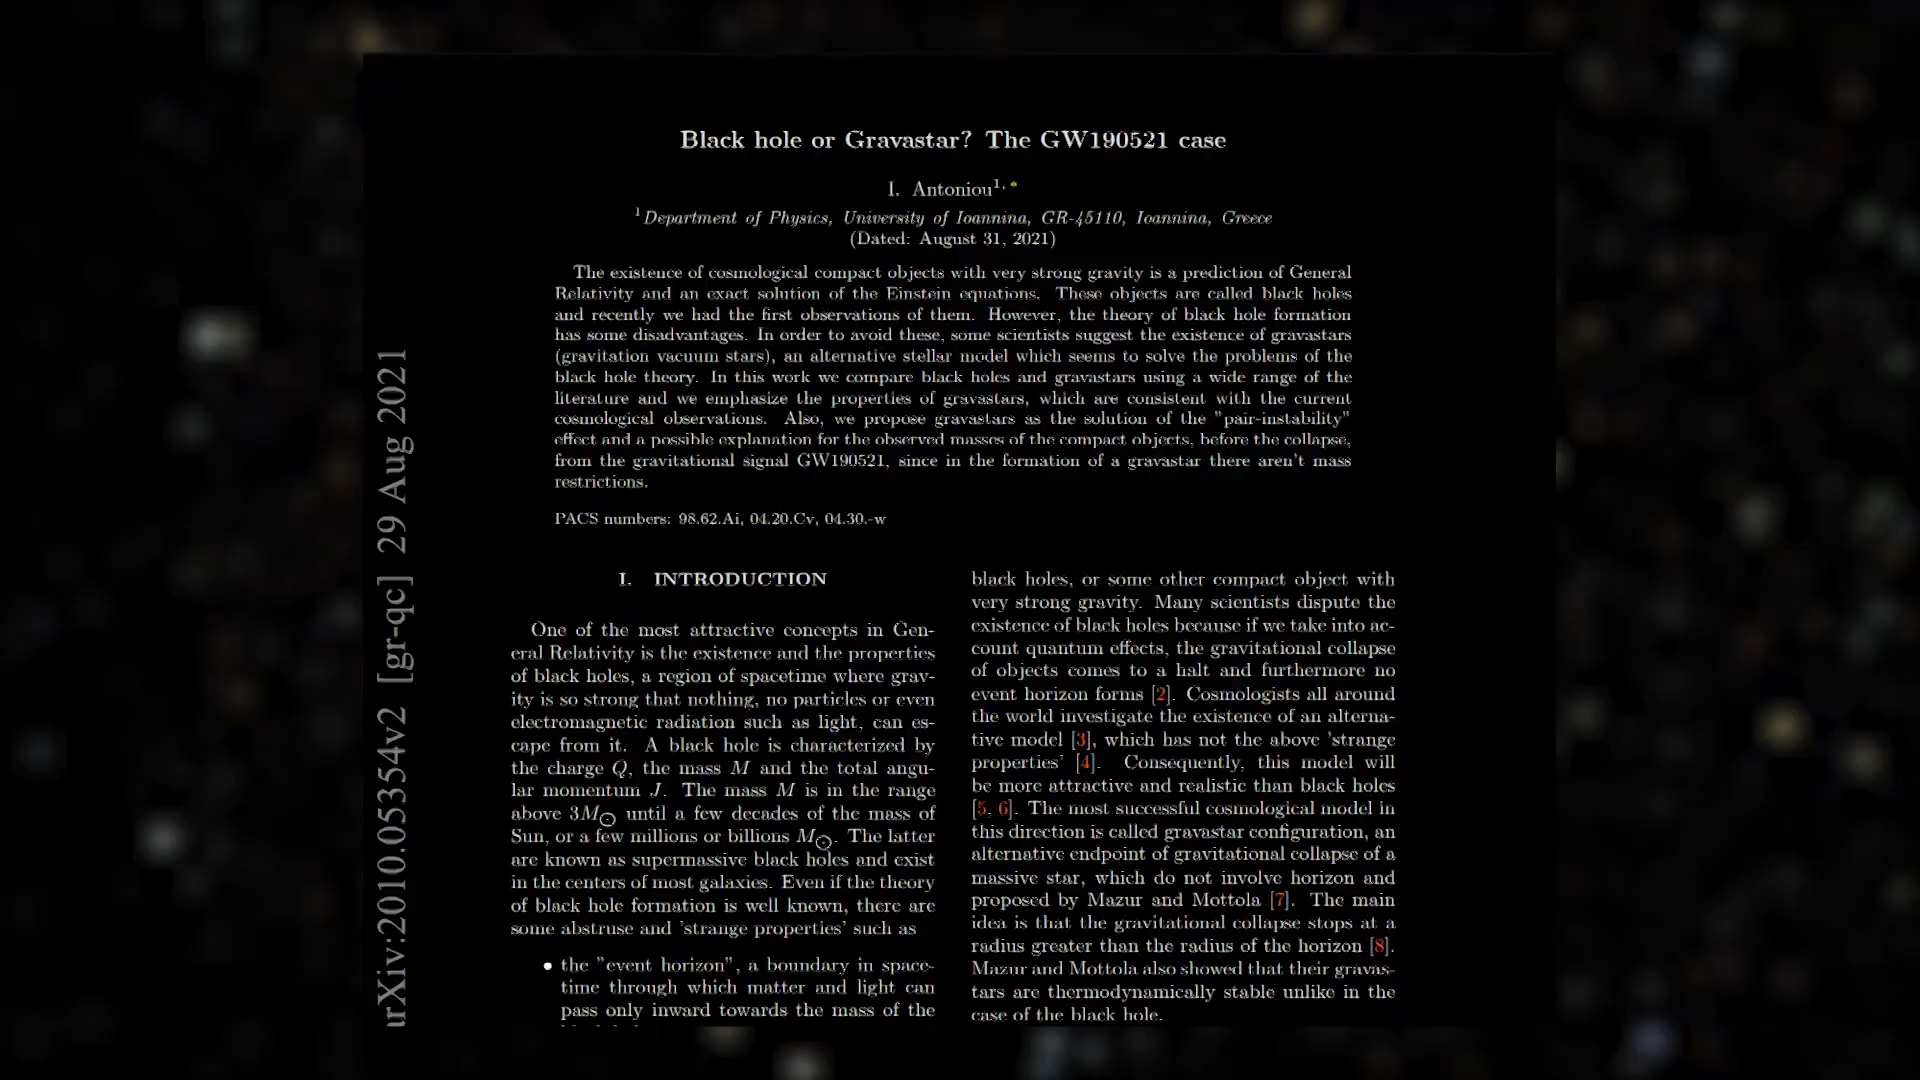 Black hole or Gravastar? The GW190521 case
I. Antoniou¹,*
¹Department of Physics, University of Ioannina, GR-45110, Ioannina, Greece
(Dated: August 31, 2021)
The existence of cosmological compact objects with very strong gravity is a prediction of General
Relativity and an exact solution of the Einstein equations. These objects are called black holes
and recently we had the first observations of them. However, the theory of black hole formation
has some disadvantages. In order to avoid these, some scientists suggest the existence of gravastars
(gravitation vacuum stars), an alternative stellar model which seems to solve the problems of the
black hole theory. In this work we compare black holes and gravastars using a wide range of the
literature and we emphasize the properties of gravastars, which are consistent with the current
cosmological observations. Also, we propose gravastars as the solution of the "pair-instability"
effect and a possible explanation for the observed masses of the compact objects, before the collapse,
from the gravitational signal GW190521, since in the formation of a gravastar there aren't mass
restrictions.
PACS numbers: 98.62.Ai, 04.20.Cv, 04.30.-w
I. INTRODUCTION
One of the most attractive concepts in Gen-
eral Relativity is the existence and the properties
of black holes, a region of spacetime where grav-
ity is so strong that nothing, no particles or even
electromagnetic radiation such as light, can es-
cape from it. A black hole is characterized by
the charge Q, the mass M and the total angu-
lar momentum J. The mass M is in the range
above 3M⊙ until a few decades of the mass of
Sun, or a few millions or billions M⊙. The latter
are known as supermassive black holes and exist
in the centers of most galaxies. Even if the theory
of black hole formation is well known, there are
some abstruse and 'strange properties' such as
• the "event horizon", a boundary in space-
time through which matter and light can
pass only inward towards the mass of the
black holes, or some other compact object with
very strong gravity. Many scientists dispute the
existence of black holes because if we take into ac-
count quantum effects, the gravitational collapse
of objects comes to a halt and furthermore no
event horizon forms [2]. Cosmologists all around
the world investigate the existence of an alterna-
tive model [3], which has not the above 'strange
properties' [4]. Consequently, this model will
be more attractive and realistic than black holes
[5, 6]. The most successful cosmological model in
this direction is called gravastar configuration, an
alternative endpoint of gravitational collapse of a
massive star, which do not involve horizon and
proposed by Mazur and Mottola [7]. The main
idea is that the gravitational collapse stops at a
radius greater than the radius of the horizon [8].
Mazur and Mottola also showed that their gravas-
tars are thermodynamically stable unlike in the
case of the black hole.
arXiv:2010.05354v2 [gr-qc] 29 Aug 2021